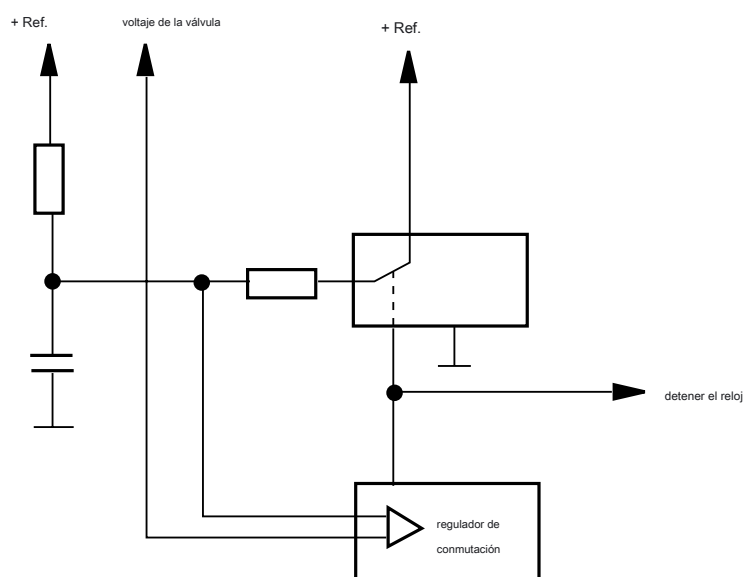 + Ref.
voltaje de la válvula
+ Ref.
detener el reloj
regulador de
conmutación